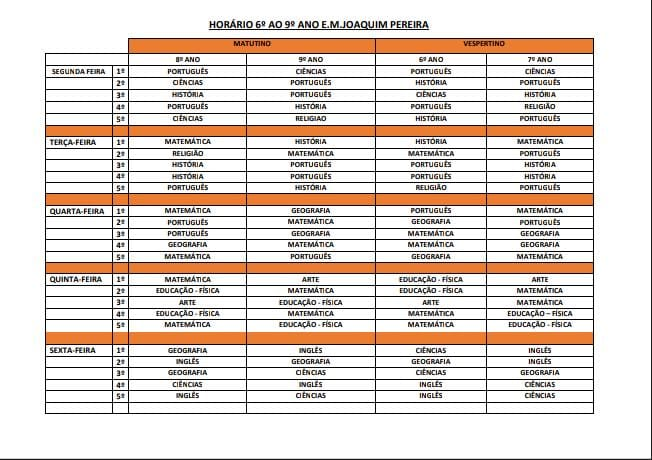 HORÁRIO 6º AO 9º ANO E.M.JOAQUIM PEREIRA
MATUTINO VESPERTINO
8º ANO 9º ANO 6º ANO 7º ANO
SEGUNDA FEIRA 1º PORTUGUÊS CIÊNCIAS PORTUGUÊS CIÊNCIAS
2º CIÊNCIAS PORTUGUÊS HISTÓRIA PORTUGUÊS
3º HISTÓRIA PORTUGUÊS CIÊNCIAS HISTÓRIA
4º PORTUGUÊS HISTÓRIA PORTUGUÊS RELIGIÃO
5º CIÊNCIAS RELIGIAO HISTÓRIA PORTUGUÊS
TERÇA-FEIRA 1º MATEMÁTICA HISTÓRIA HISTÓRIA MATEMÁTICA
2º RELIGIÃO MATEMÁTICA MATEMÁTICA PORTUGUÊS
3º HISTÓRIA PORTUGUÊS PORTUGUÊS HISTÓRIA
4º HISTÓRIA PORTUGUÊS PORTUGUÊS HISTÓRIA
5º PORTUGUÊS HISTÓRIA RELIGIÃO PORTUGUÊS
QUARTA-FEIRA 1º MATEMÁTICA GEOGRAFIA PORTUGUÊS MATEMÁTICA
2º PORTUGUÊS MATEMÁTICA GEOGRAFIA PORTUGUÊS
3º PORTUGUÊS GEOGRAFIA MATEMÁTICA GEOGRAFIA
4º GEOGRAFIA MATEMÁTICA MATEMÁTICA GEOGRAFIA
5º MATEMÁTICA PORTUGUÊS GEOGRAFIA MATEMÁTICA
QUINTA-FEIRA 1º MATEMÁTICA ARTE EDUCAÇÃO - FÍSICA ARTE
2º EDUCAÇÃO - FÍSICA MATEMÁTICA EDUCAÇÃO - FÍSICA MATEMÁTICA
3º ARTE EDUCAÇÃO - FÍSICA ARTE MATEMÁTICA
4º EDUCAÇÃO - FÍSICA MATEMÁTICA MATEMÁTICA EDUCAÇÃO – FÍSICA
5º MATEMÁTICA EDUCAÇÃO - FÍSICA MATEMÁTICA EDUCAÇÃO - FÍSICA
SEXTA-FEIRA 1º GEOGRAFIA INGLÊS CIÊNCIAS INGLÊS
2º INGLÊS GEOGRAFIA GEOGRAFIA INGLÊS
3º GEOGRAFIA CIÊNCIAS CIÊNCIAS GEOGRAFIA
4º CIÊNCIAS INGLÊS INGLÊS CIÊNCIAS
5º INGLÊS CIÊNCIAS INGLÊS CIÊNCIAS